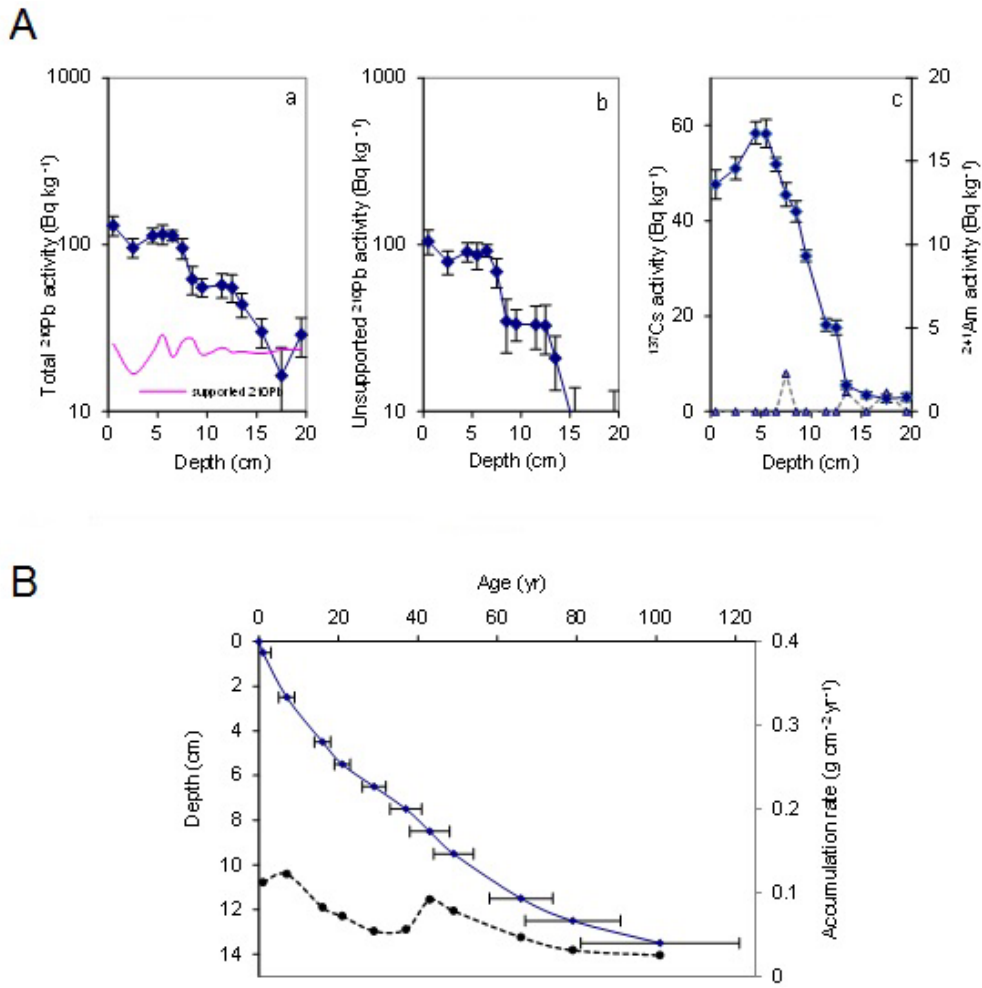 A
1000
100
10
Total ²¹⁰Pb activity (Bq kg⁻¹)
a
supported 210Pb
0 5 10 15 20
Depth (cm)
1000
100
10
Unsupported ²¹⁰Pb activity (Bq kg⁻¹)
b
0 5 10 15 20
Depth (cm)
60
40
20
0
¹³⁷Cs activity (Bq kg⁻¹)
c
20
15
10
5
0
²⁴¹Am activity (Bq kg⁻¹)
0 5 10 15 20
Depth (cm)
B
Age (yr)
0 20 40 60 80 100 120
0
2
4
6
8
10
12
14
Depth (cm)
0.4
0.3
0.2
0.1
0
Accumulation rate (g cm⁻² yr⁻¹)